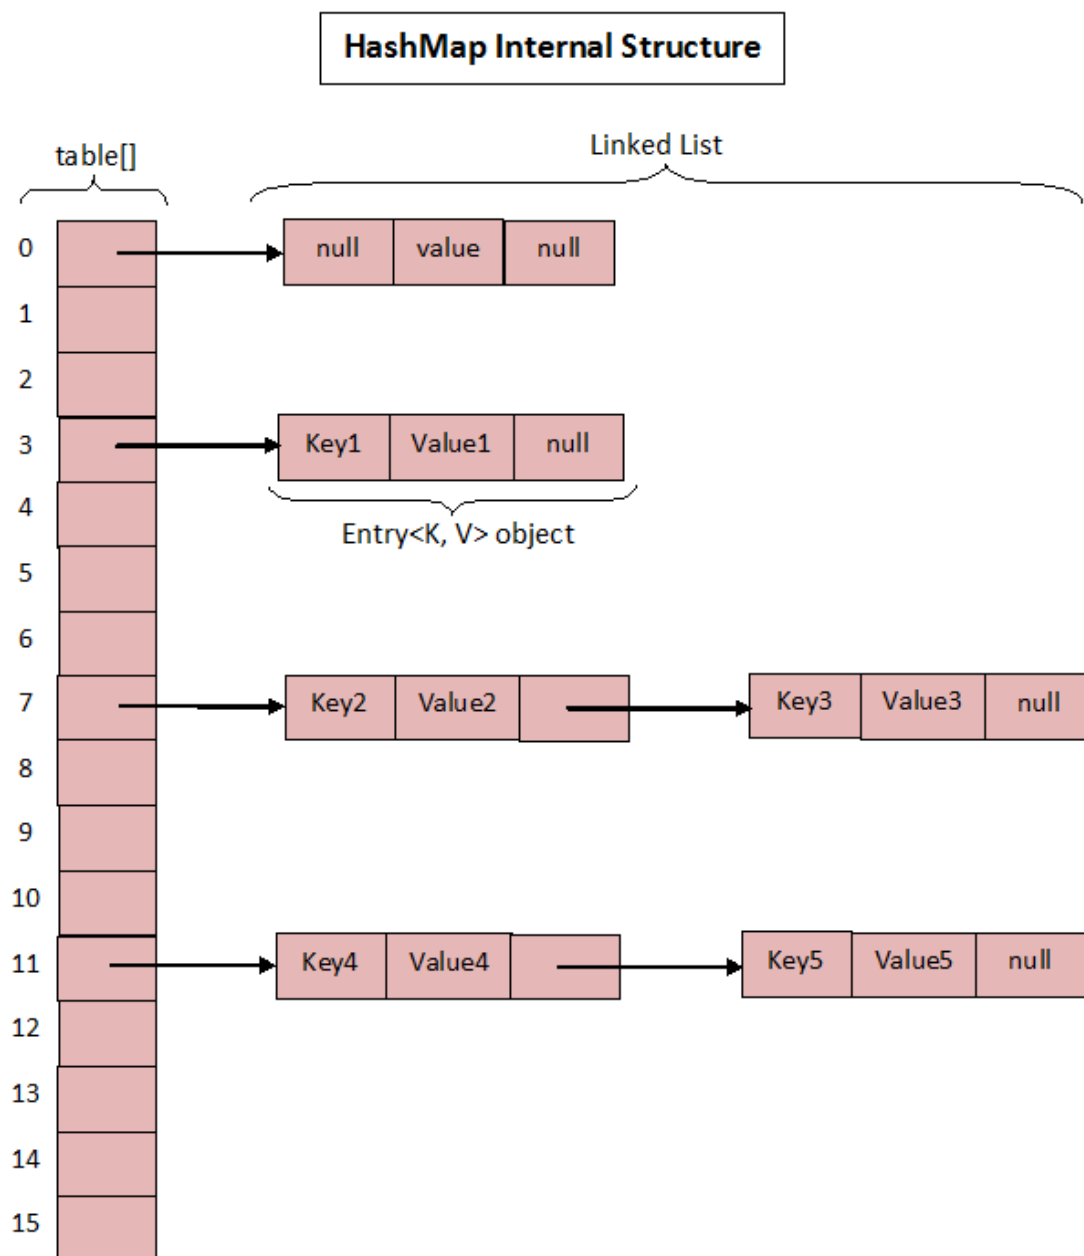 HashMap Internal Structure
table[]
Linked List
0
null value null
1
2
3
Key1 Value1 null
4
Entry<K, V> object
5
6
7
Key2 Value2
Key3 Value3 null
8
9
10
11
Key4 Value4
Key5 Value5 null
12
13
14
15